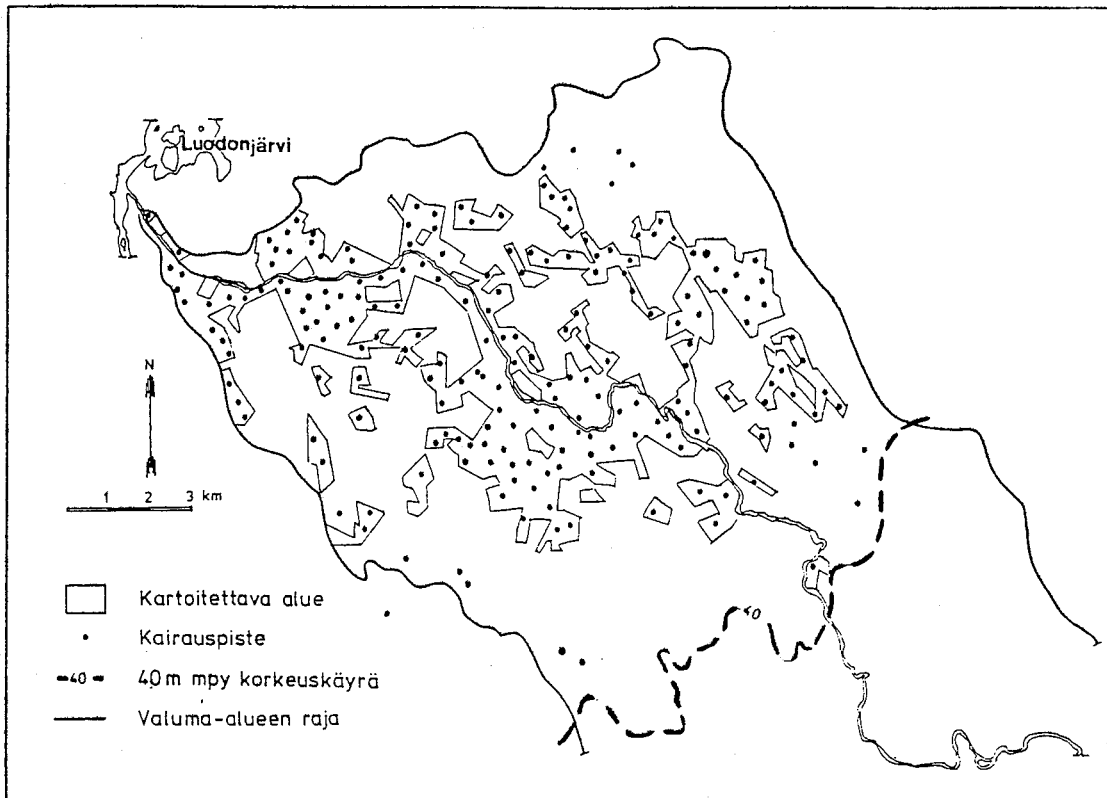 Luodonjärvi
N
1 2 3 km
40
Kartoitettava alue
Kairauspiste
40 40 m mpy korkeuskäyrä
Valuma-alueen raja